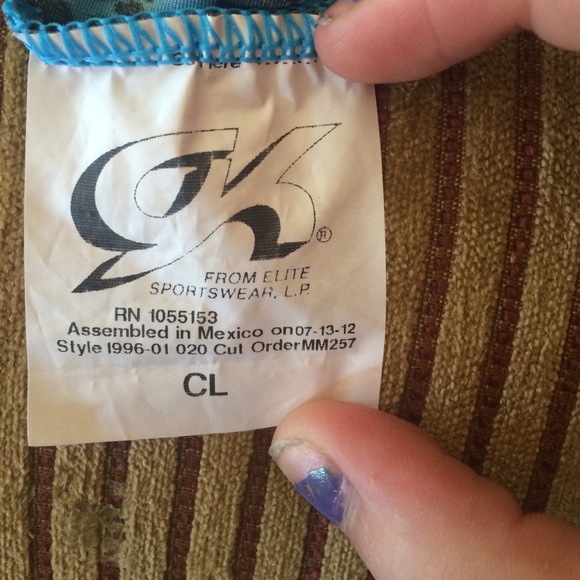 GK
®
FROM ELITE
SPORTSWEAR, L.P.
RN 1055153
Assembled in Mexico on 07-13-12
Style 1996-01 020 Cut Order MM257
CL